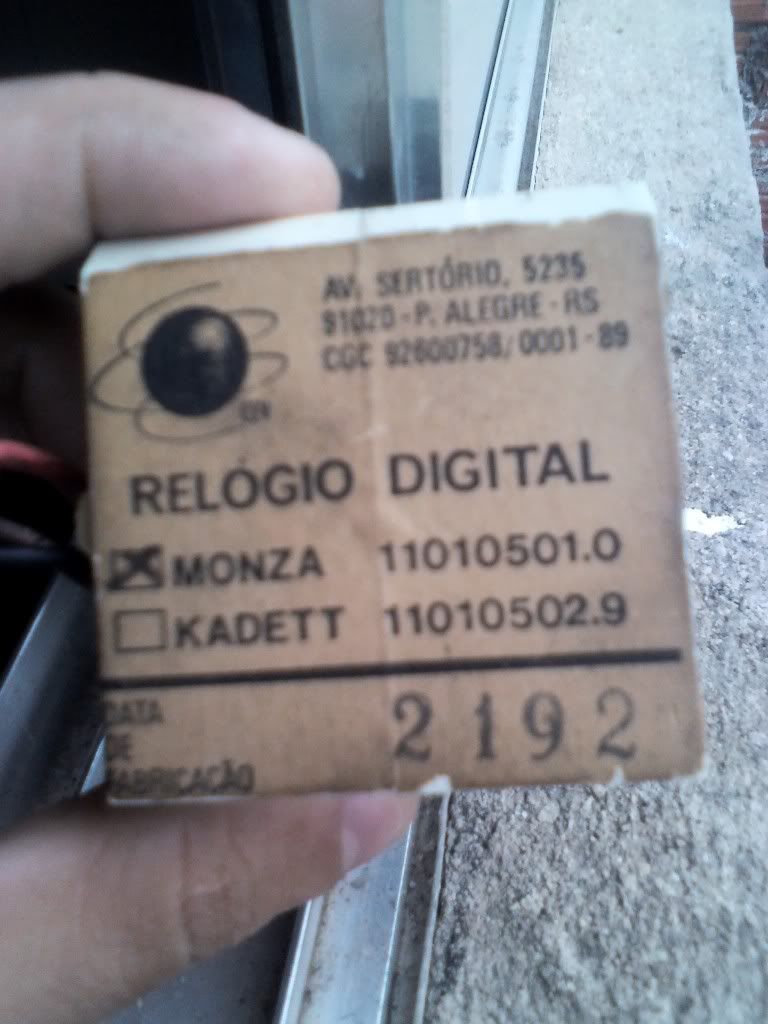 AV. SERTÓRIO, 5235
91020 - P. ALEGRE - RS
CGC 92600758/0001-89
RELÓGIO DIGITAL
MONZA 11010501.0
KADETT 11010502.9
DATA
DE
FABRICAÇÃO
2192